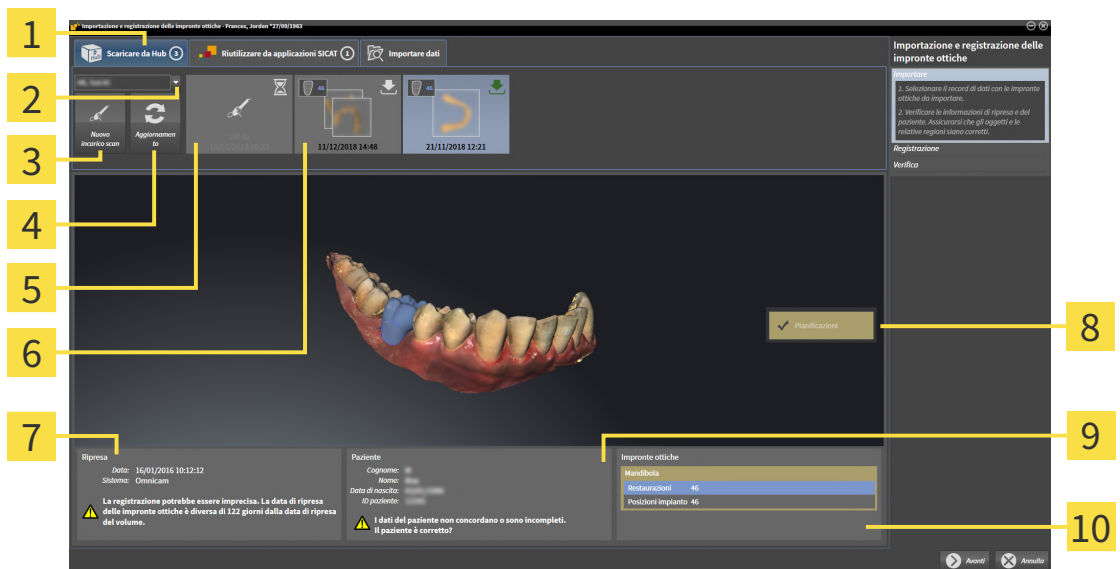 Importazione e registrazione delle impronte ottiche - Frances, Jorden *27/09/1963
1
2
3
4
5
6
7
8
9
10
Scaricare da Hub 3
Riutilizzare da applicazioni SICAT 1
Importare dati
Nuovo
incarico scan
Aggiornamen
to
46
11/12/2018 14:48
46
21/11/2018 12:21
Importazione e registrazione delle
impronte ottiche
Importare
1. Selezionare il record di dati con le impronte
ottiche da importare.
2. Verificare le informazioni di ripresa e del
paziente. Assicurarsi che gli oggetti e le
relative regioni siano corretti.
Registrazione
Verifica
Pianificazioni
Ripresa
Data: 16/01/2016 10:12:12
Sistema: Omnicam
La registrazione potrebbe essere imprecisa. La data di ripresa
delle impronte ottiche è diversa di 122 giorni dalla data di ripresa
del volume.
Paziente
Cognome:
Nome:
Data di nascita:
ID paziente:
I dati del paziente non concordano o sono incompleti.
Il paziente è corretto?
Impronte ottiche
Mandibola
Restaurazioni 46
Posizioni impianto 46
Avanti
Annulla